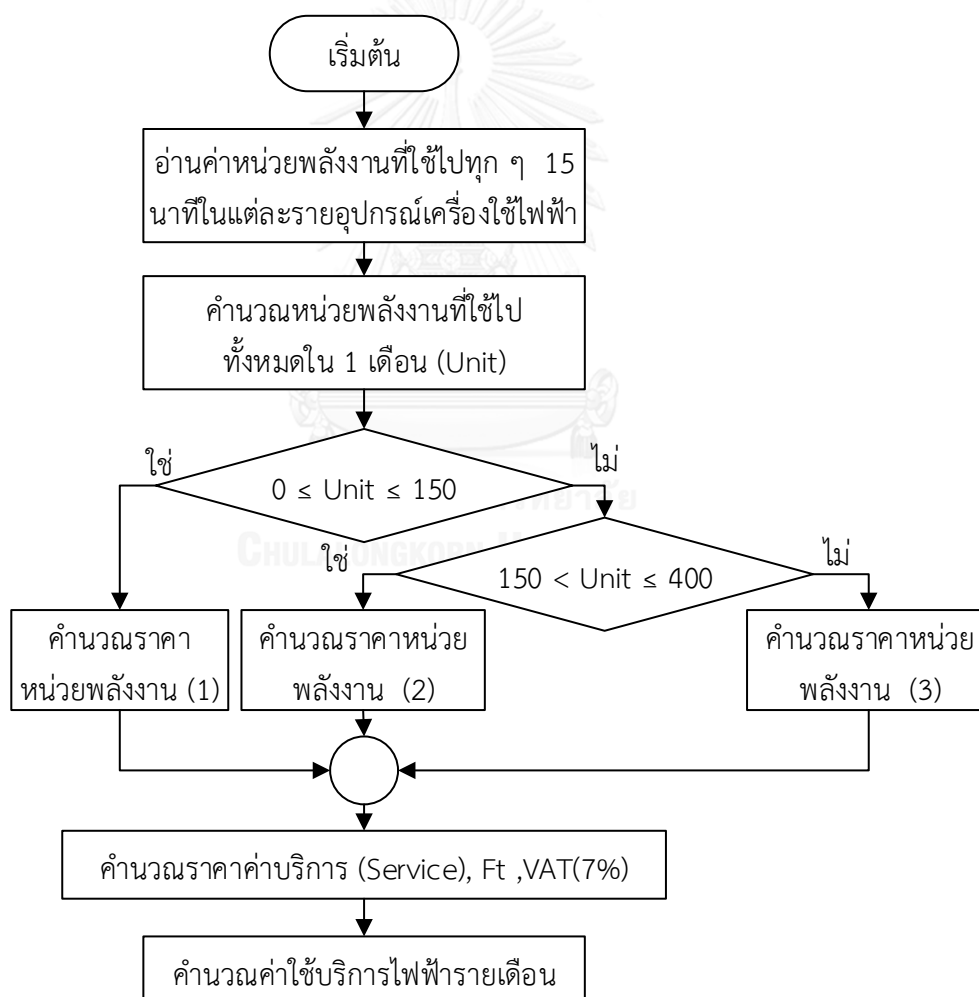 เริ่มต้น
อ่านค่าหน่วยพลังงานที่ใช้ไปทุก ๆ 15
นาทีในแต่ละรายอุปกรณ์เครื่องใช้ไฟฟ้า
คำนวณหน่วยพลังงานที่ใช้ไป
ทั้งหมดใน 1 เดือน (Unit)
ใช่
0 ≤ Unit ≤ 150
ไม่
ใช่
150 < Unit ≤ 400
ไม่
คำนวณราคา
หน่วยพลังงาน (1)
คำนวณราคาหน่วย
พลังงาน (2)
คำนวณราคาหน่วย
พลังงาน (3)
คำนวณราคาค่าบริการ (Service), Ft ,VAT(7%)
คำนวณค่าใช้บริการไฟฟ้ารายเดือน